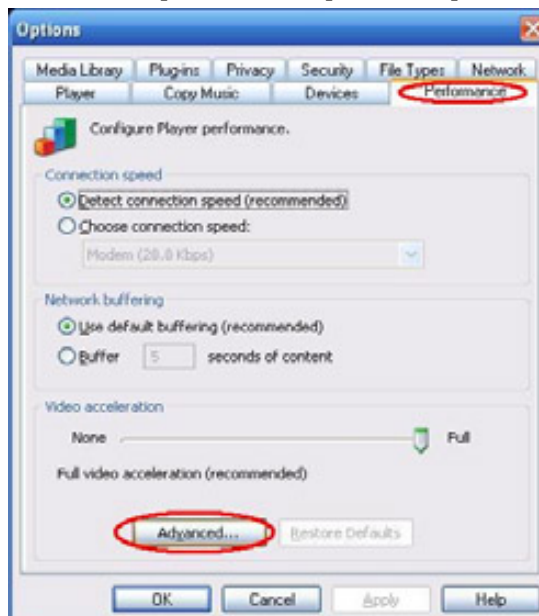 Options
Media Library Plug-ins Privacy Security File Types Network
Player Copy Music Devices Performance
Configure Player performance.
Connection speed
Detect connection speed (recommended)
Choose connection speed:
Modem (28.8 Kbps)
Network buffering
Use default buffering (recommended)
Buffer 5 seconds of content
Video acceleration
None Full
Full video acceleration (recommended)
Advanced... Restore Defaults
OK Cancel Apply Help